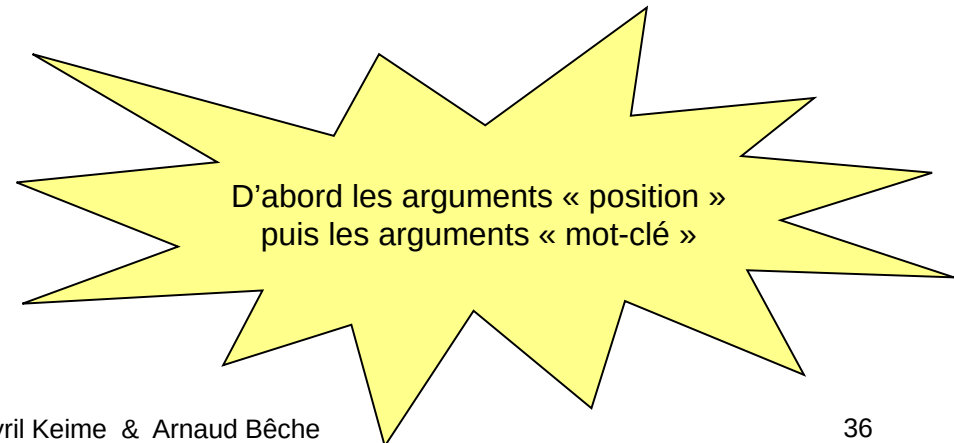 D’abord les arguments « position »
puis les arguments « mot-clé »
Keime & Arnaud Bêche
36